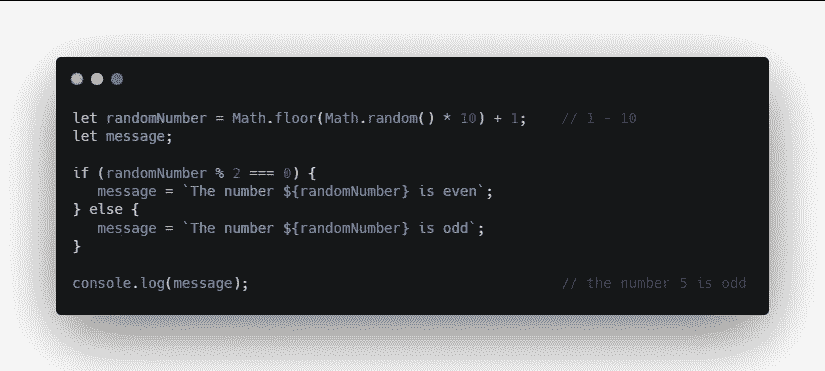 let randomNumber = Math.floor(Math.random() * 10) + 1;    // 1 - 10
let message;
if (randomNumber % 2 === 0) {
   message = `The number ${randomNumber} is even`;
} else {
   message = `The number ${randomNumber} is odd`;
}
console.log(message);                                      // the number 5 is odd